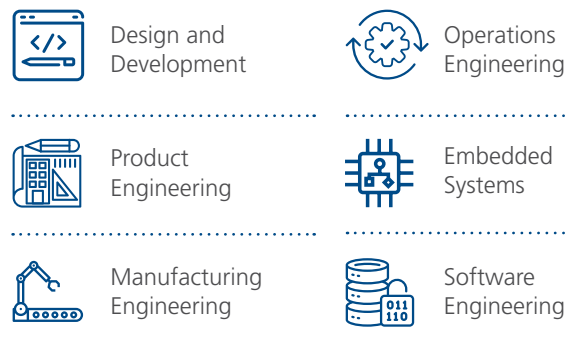 </>
Design and
Development
Operations
Engineering
Product
Engineering
Embedded
Systems
Manufacturing
Engineering
Software
Engineering
011
110